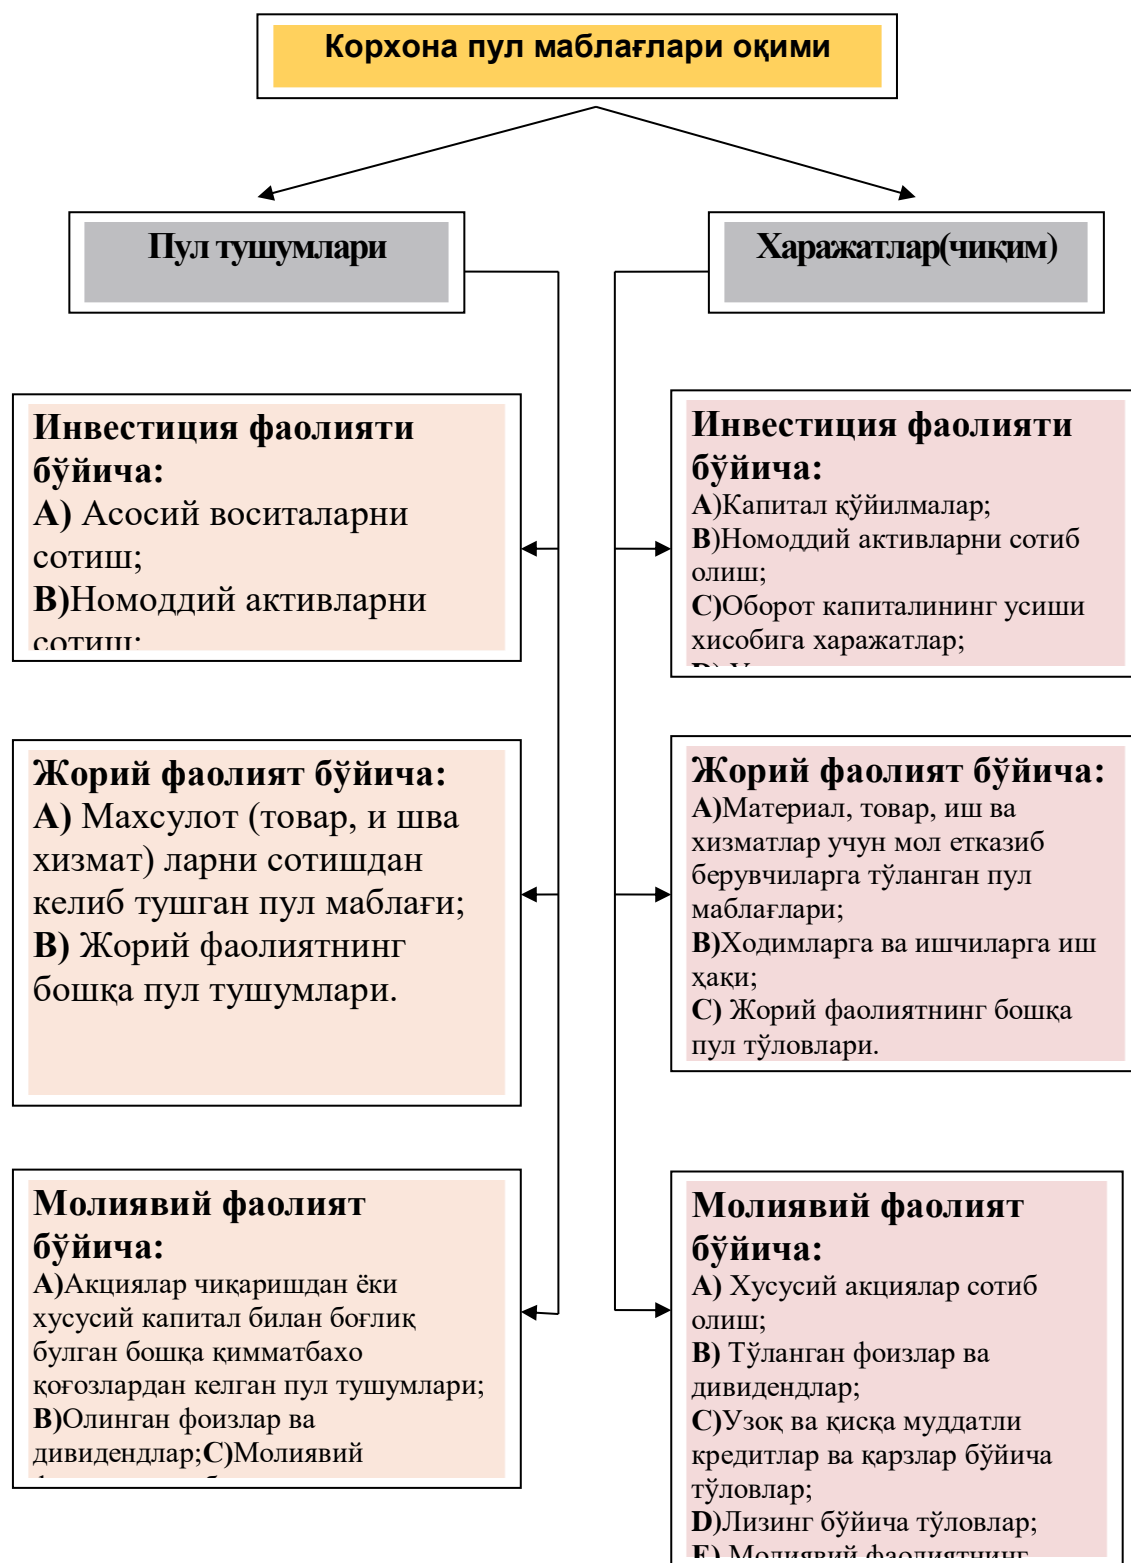 Корхона пул маблағлари оқими
Пул тушумлари
Харажатлар(чиқим)
Инвестиция фаолияти
бўйича:
А) Асосий воситаларни
сотиш;
В)Номоддий активларни
сотиш;
Инвестиция фаолияти
бўйича:
А)Капитал қўйилмалар;
В)Номоддий активларни сотиб
олиш;
С)Оборот капиталининг усиши
хисобига харажатлар;
Жорий фаолият бўйича:
А) Махсулот (товар, и шва
хизмат) ларни сотишдан
келиб тушган пул маблағи;
В) Жорий фаолиятнинг
бошқа пул тушумлари.
Жорий фаолият бўйича:
А)Материал, товар, иш ва
хизматлар учун мол етказиб
берувчиларга тўланган пул
маблағлари;
В)Ходимларга ва ишчиларга иш
ҳақи;
С) Жорий фаолиятнинг бошқа
пул тўловлари.
Молиявий фаолият
бўйича:
А)Акциялар чиқаришдан ёки
хусусий капитал билан боғлиқ
булган бошқа қимматбахо
қоғозлардан келган пул тушумлари;
В)Олинган фоизлар ва
дивидендлар;С)Молиявий
Молиявий фаолият
бўйича:
А) Хусусий акциялар сотиб
олиш;
В) Тўланган фоизлар ва
дивидендлар;
С)Узоқ ва қисқа муддатли
кредитлар ва қарзлар бўйича
тўловлар;
D)Лизинг бўйича тўловлар;
Е) Молиявий фаолиятнинг